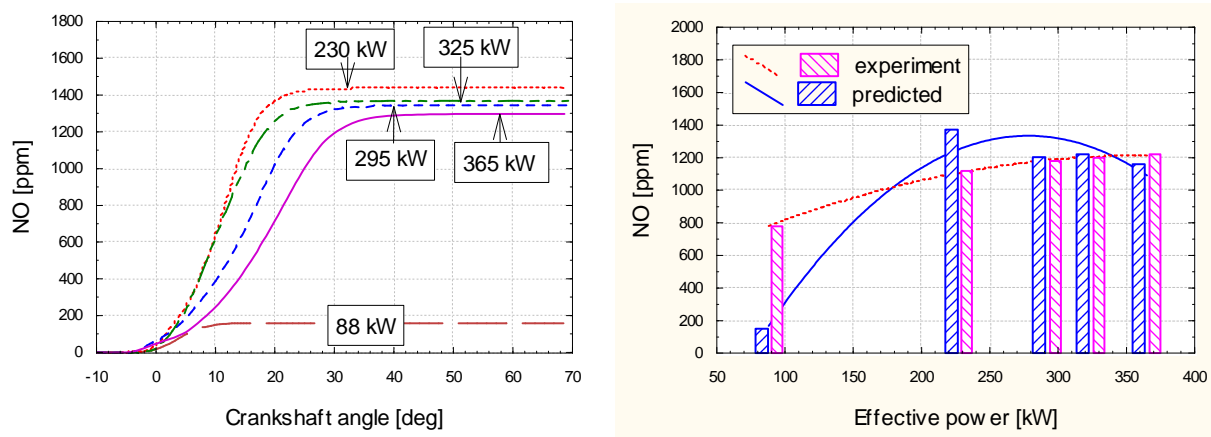 1800
1600
1400
1200
1000
800
600
400
200
0
230 kW
325 kW
295 kW
365 kW
88 kW
-10 0 10 20 30 40 50 60 70
NO [ppm]
Crankshaft angle [deg]
2000
1800
1600
1400
1200
1000
800
600
400
200
0
experiment
predicted
50 100 150 200 250 300 350 400
NO [ppm]
Effective power [kW]